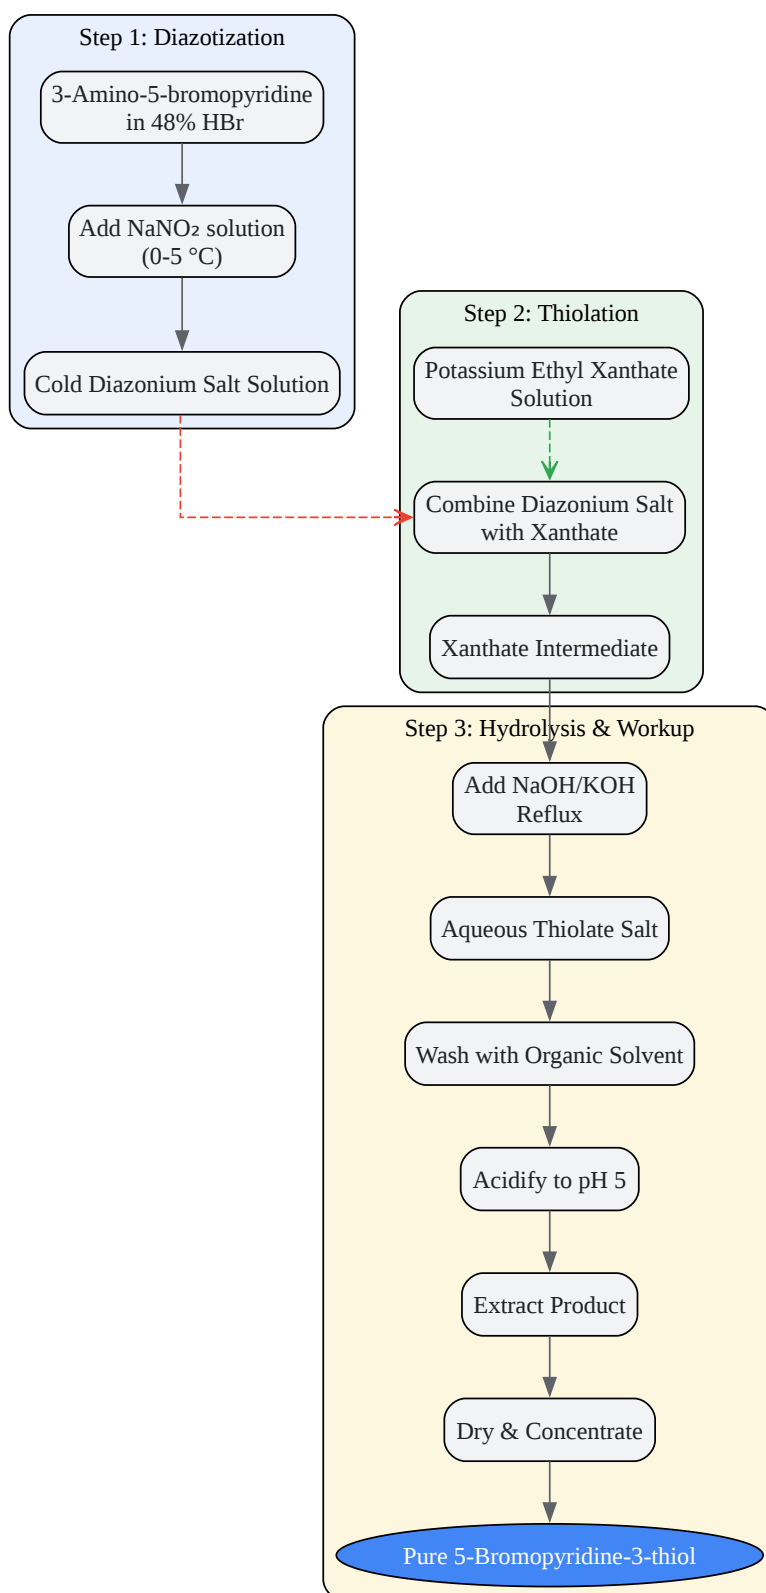 Step 1: Diazotization
3-Amino-5-bromopyridine
in 48% HBr
Add NaNO₂ solution
(0-5 °C)
Cold Diazonium Salt Solution
Step 2: Thiolation
Potassium Ethyl Xanthate
Solution
Combine Diazonium Salt
with Xanthate
Xanthate Intermediate
Step 3: Hydrolysis & Workup
Add NaOH/KOH
Reflux
Aqueous Thiolate Salt
Wash with Organic Solvent
Acidify to pH 5
Extract Product
Dry & Concentrate
Pure 5-Bromopyridine-3-thiol